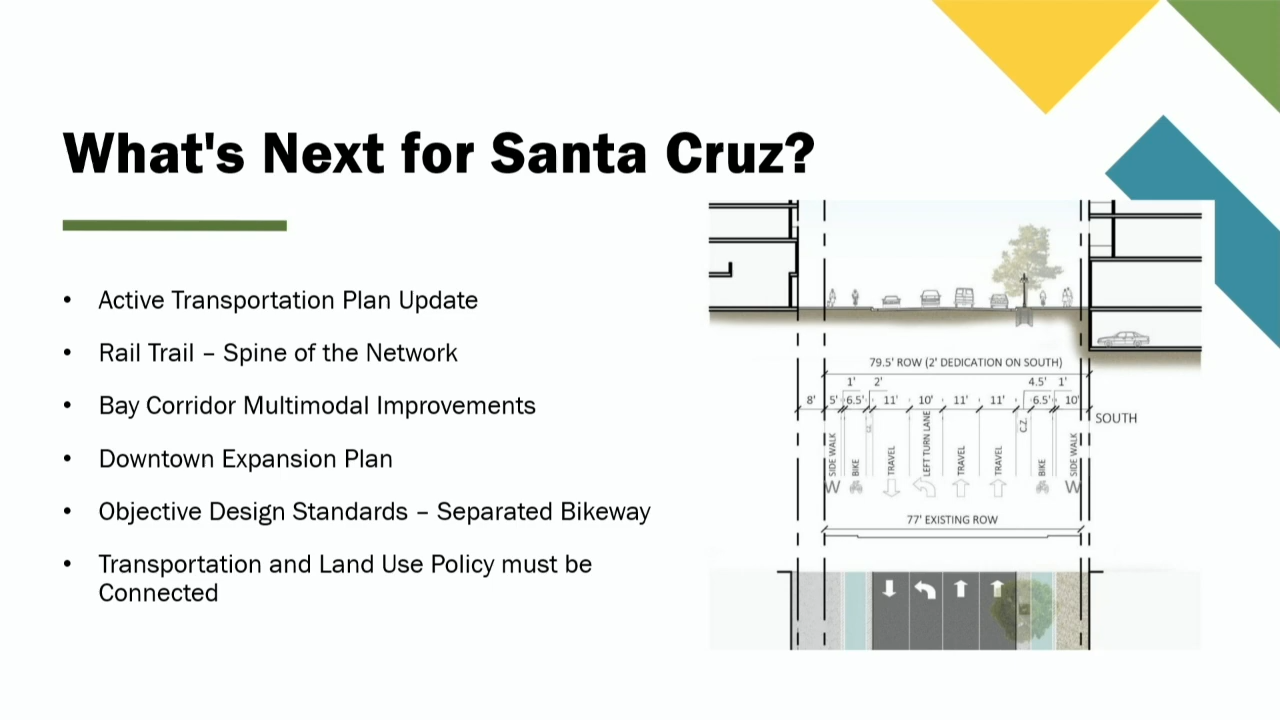 What's Next for Santa Cruz?
• Active Transportation Plan Update
• Rail Trail – Spine of the Network
• Bay Corridor Multimodal Improvements
• Downtown Expansion Plan
• Objective Design Standards – Separated Bikeway
• Transportation and Land Use Policy must be
Connected
79.5' ROW (2' DEDICATION ON SOUTH)
1' 2' 4.5' 1'
8' 5' 6.5' 11' 10' 11' 11' 6.5' 10'
SOUTH
SIDE WALK
BIKE
TRAVEL
LEFT TURN LANE
TRAVEL
TRAVEL
C.Z.
BIKE
SIDE WALK
W W
77' EXISTING ROW